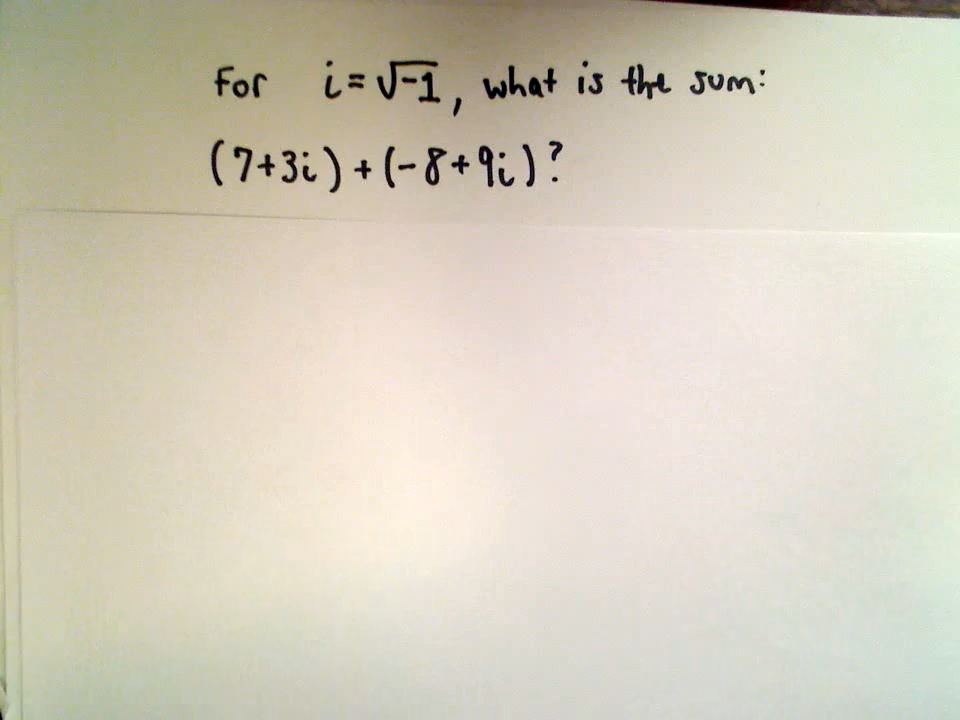 For i = √-1, what is the sum:
(7+3i) + (-8+9i)?